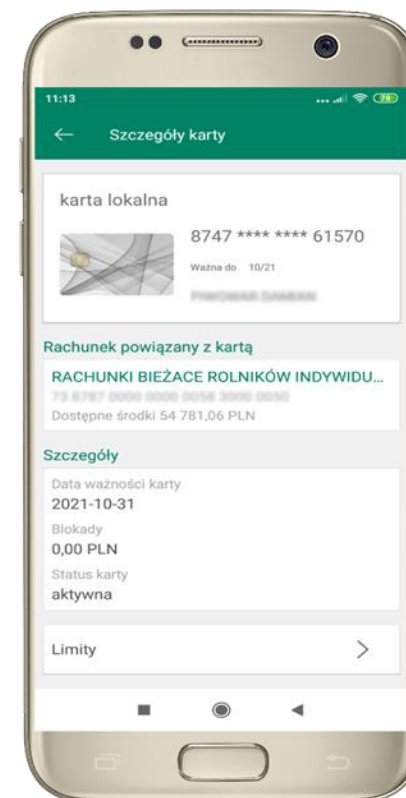 11:13
78
Szczegóły karty
karta lokalna
8747 **** **** 61570
Ważna do 10/21
Rachunek powiązany z kartą
RACHUNKI BIEŻACE ROLNIKÓW INDYWIDU...
Dostępne środki 54 781,06 PLN
Szczegóły
Data ważności karty
2021-10-31
Blokady
0,00 PLN
Status karty
aktywna
Limity